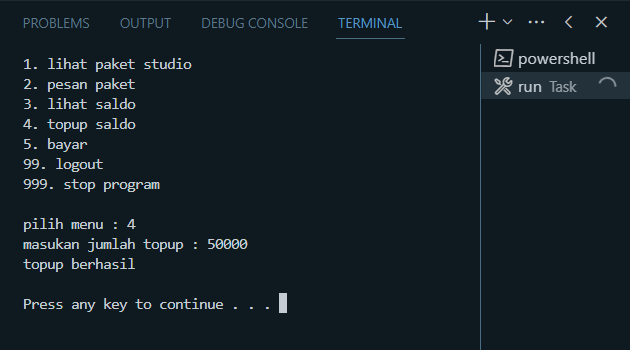 PROBLEMS OUTPUT DEBUG CONSOLE TERMINAL
1. lihat paket studio
2. pesan paket
3. lihat saldo
4. topup saldo
5. bayar
99. logout
999. stop program
pilih menu : 4
masukan jumlah topup : 50000
topup berhasil
Press any key to continue . . .
powershell
run Task